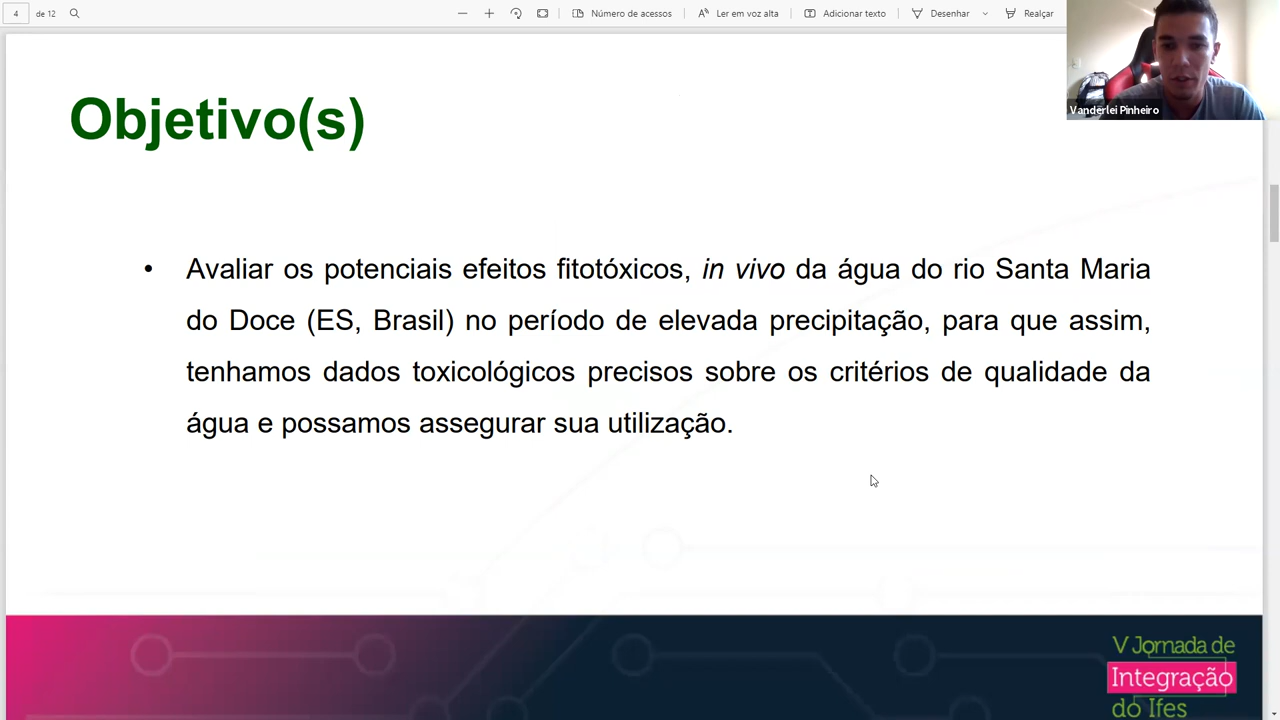 4 de 12 Número de acessos Ler em voz alta Adicionar texto Desenhar Realçar
Vanderlei Pinheiro
Objetivo(s)
• Avaliar os potenciais efeitos fitotóxicos, in vivo da água do rio Santa Maria
do Doce (ES, Brasil) no período de elevada precipitação, para que assim,
tenhamos dados toxicológicos precisos sobre os critérios de qualidade da
água e possamos assegurar sua utilização.
V Jornada de
Integração
do Ifes